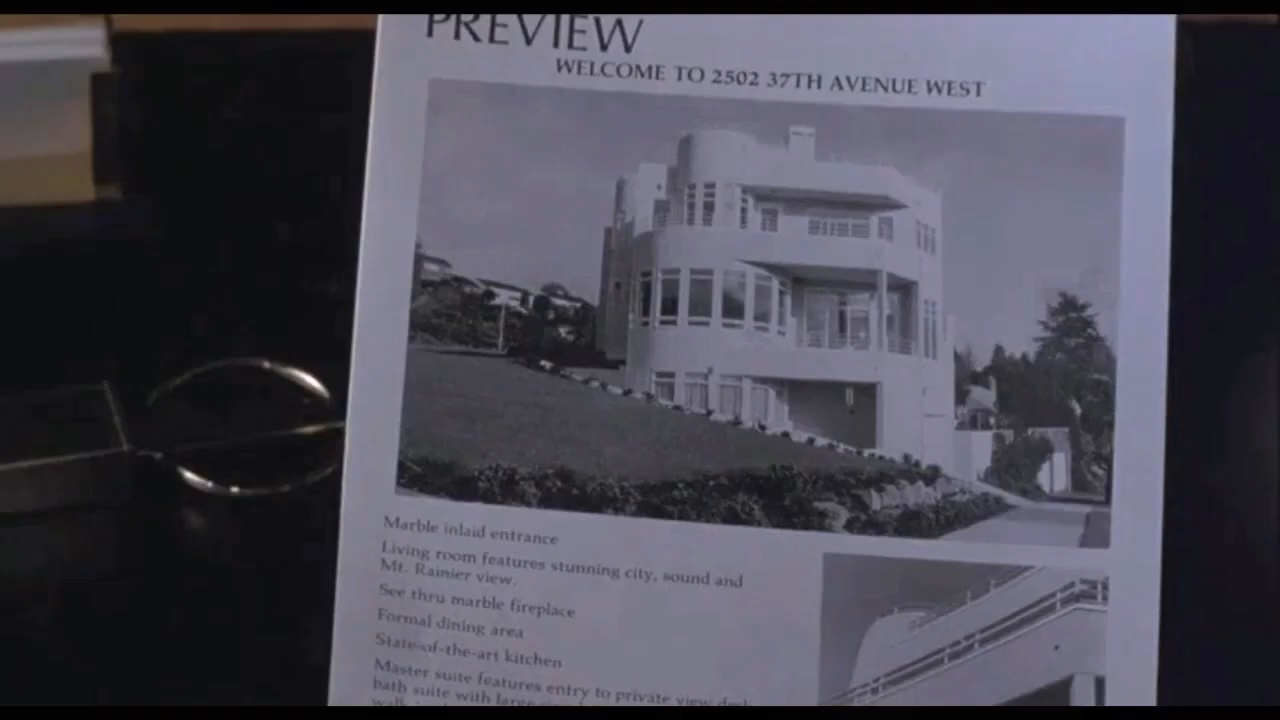 PREVIEW
WELCOME TO 2502 37TH AVENUE WEST
Marble inlaid entrance
Living room features stunning city, sound and
Mt. Rainier view.
See thru marble fireplace
Formal dining area
State-of-the-art kitchen
Master suite features entry to private view deck
bath suite with large